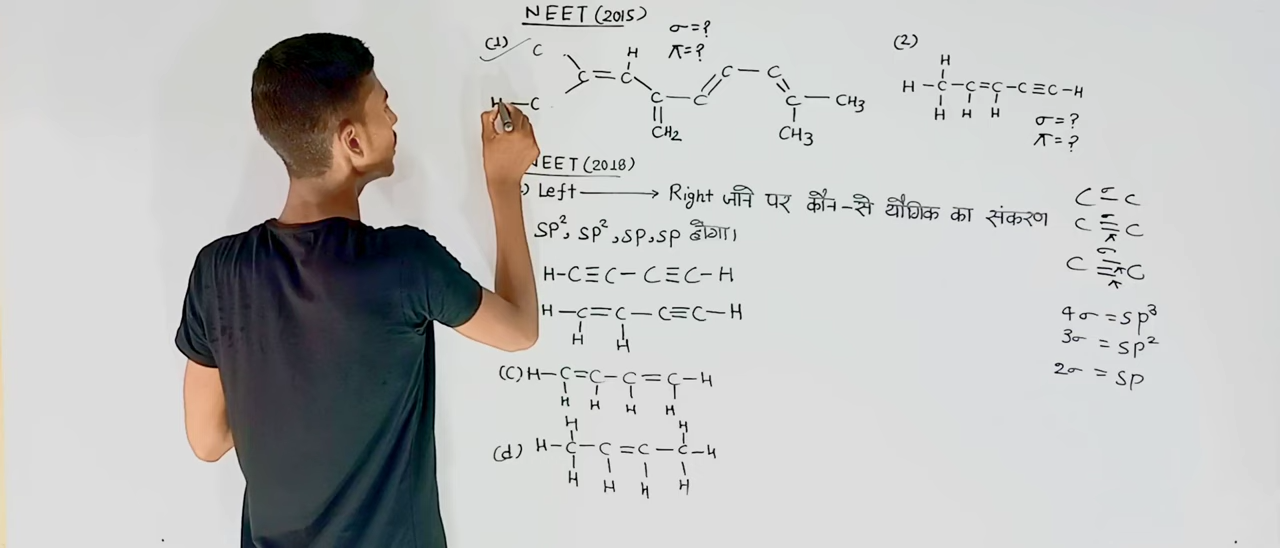 NEET (2015)
(1) C
H
σ = ?
π = ?
C = C
H — C
C — C
C — C
C — CH3
CH2
CH3
(2)
H
H — C — C = C — C ≡ C — H
H H H
σ = ?
π = ?
NEET (2018)
Left ⟶ Right जाने पर कौन-से यौगिक का संकरण
SP², SP², SP, SP होगा।
H-C≡C-C≡C-H
H-C=C-C≡C-H
H H
(C) H-C=C-C=C-H
H H H H
H H
(d) H-C-C=C-C-H
H H H H
C σ C
C σ π C
C σ π π C
4σ = SP³
3σ = SP²
2σ = SP